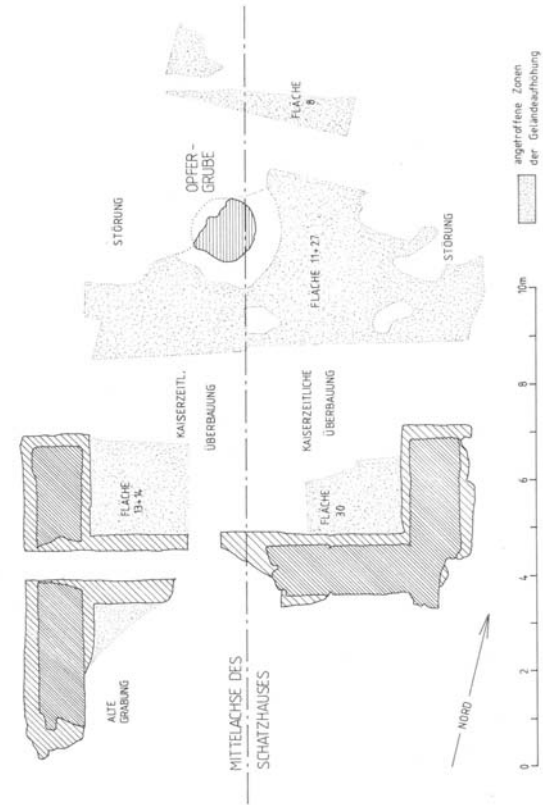 STÖRUNG
OPFER-
GRUBE
FLÄCHE
8
KAISERZEITL.
ÜBERBAUUNG
FLÄCHE 11+27
STÖRUNG
KAISERZEITLICHE
ÜBERBAUUNG
FLÄCHE
13+14
FLÄCHE
30
ALTE
GRABUNG
MITTELACHSE DES
SCHATZHAUSES
NORD
0
2
4
6
8
10m
angetroffene Zonen
der Geländeaufhöhung